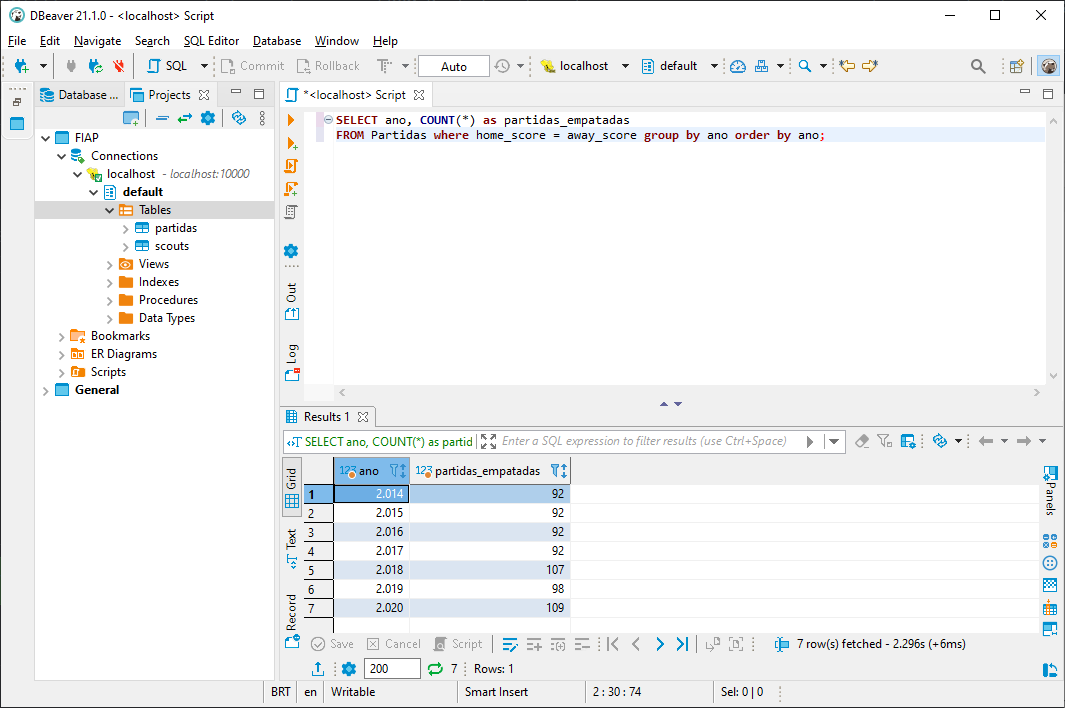 DBeaver 21.1.0 - <localhost> Script
File Edit Navigate Search SQL Editor Database Window Help
SQL Commit Rollback Auto localhost default
Database ... Projects
FIAP
Connections
localhost - localhost:10000
default
Tables
partidas
scouts
Views
Indexes
Procedures
Data Types
Bookmarks
ER Diagrams
Scripts
General
*<localhost> Script
SELECT ano, COUNT(*) as partidas_empatadas
FROM Partidas where home_score = away_score group by ano order by ano;
Out
Log
Results 1
SELECT ano, COUNT(*) as partid Enter a SQL expression to filter results (use Ctrl+Space)
Grid
Text
Record
123 ano 123 partidas_empatadas
1 2.014 92
2 2.015 92
3 2.016 92
4 2.017 92
5 2.018 107
6 2.019 98
7 2.020 109
Panels
Save Cancel Script 7 row(s) fetched - 2.296s (+6ms)
200 7 Rows: 1
BRT en Writable Smart Insert 2 : 30 : 74 Sel: 0 | 0